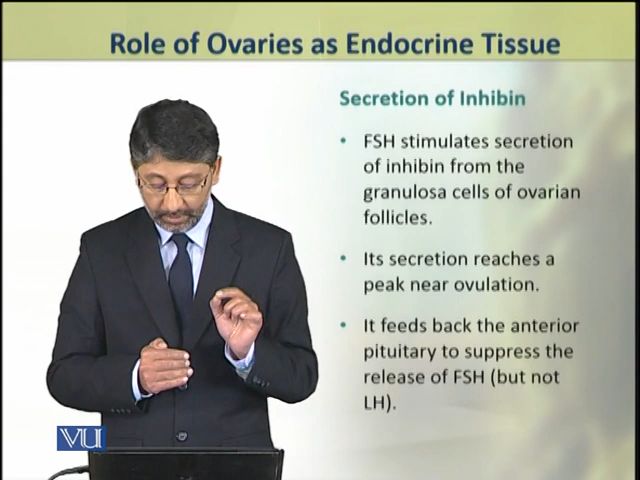 Role of Ovaries as Endocrine Tissue
Secretion of Inhibin
• FSH stimulates secretion
of inhibin from the
granulosa cells of ovarian
follicles.
• Its secretion reaches a
peak near ovulation.
• It feeds back the anterior
pituitary to suppress the
release of FSH (but not
LH).
VU